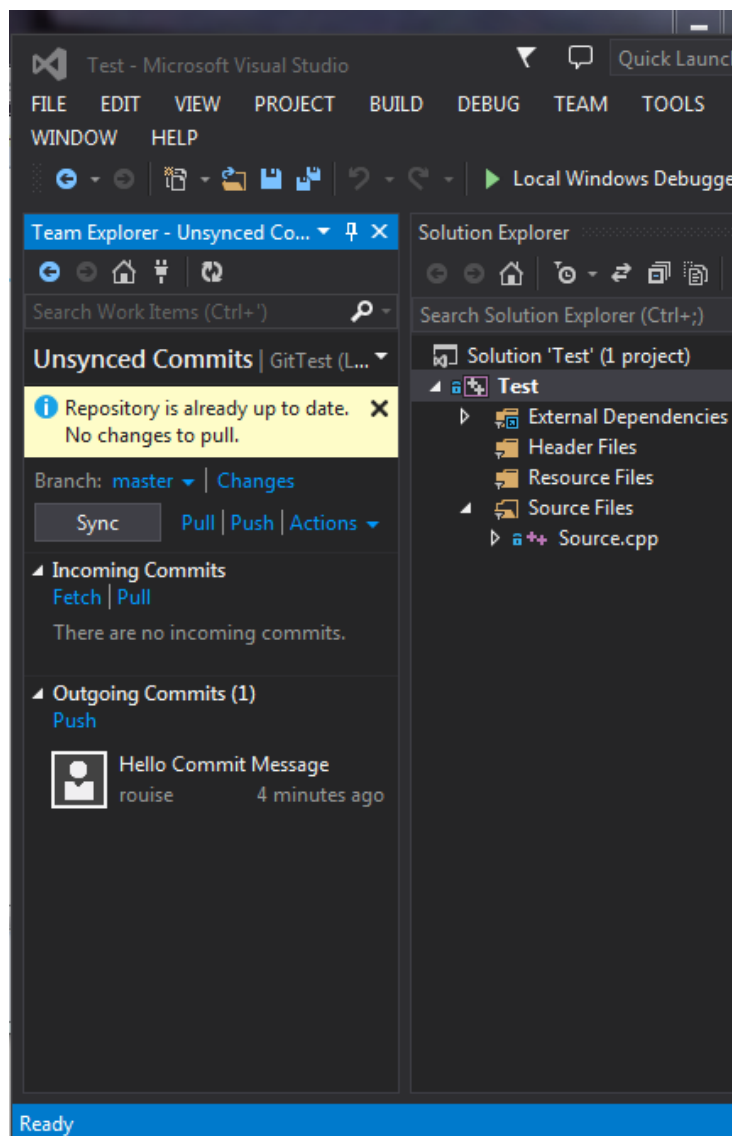 Test - Microsoft Visual Studio
Quick Launch
FILE EDIT VIEW PROJECT BUILD DEBUG TEAM TOOLS
WINDOW HELP
Local Windows Debugge
Team Explorer - Unsynced Co...
Search Work Items (Ctrl+')
Unsynced Commits | GitTest (L...
Repository is already up to date.
No changes to pull.
Branch: master | Changes
Sync Pull | Push | Actions
Incoming Commits
Fetch | Pull
There are no incoming commits.
Outgoing Commits (1)
Push
Hello Commit Message
rouise 4 minutes ago
Solution Explorer
Search Solution Explorer (Ctrl+;)
Solution 'Test' (1 project)
Test
External Dependencies
Header Files
Resource Files
Source Files
Source.cpp
Ready